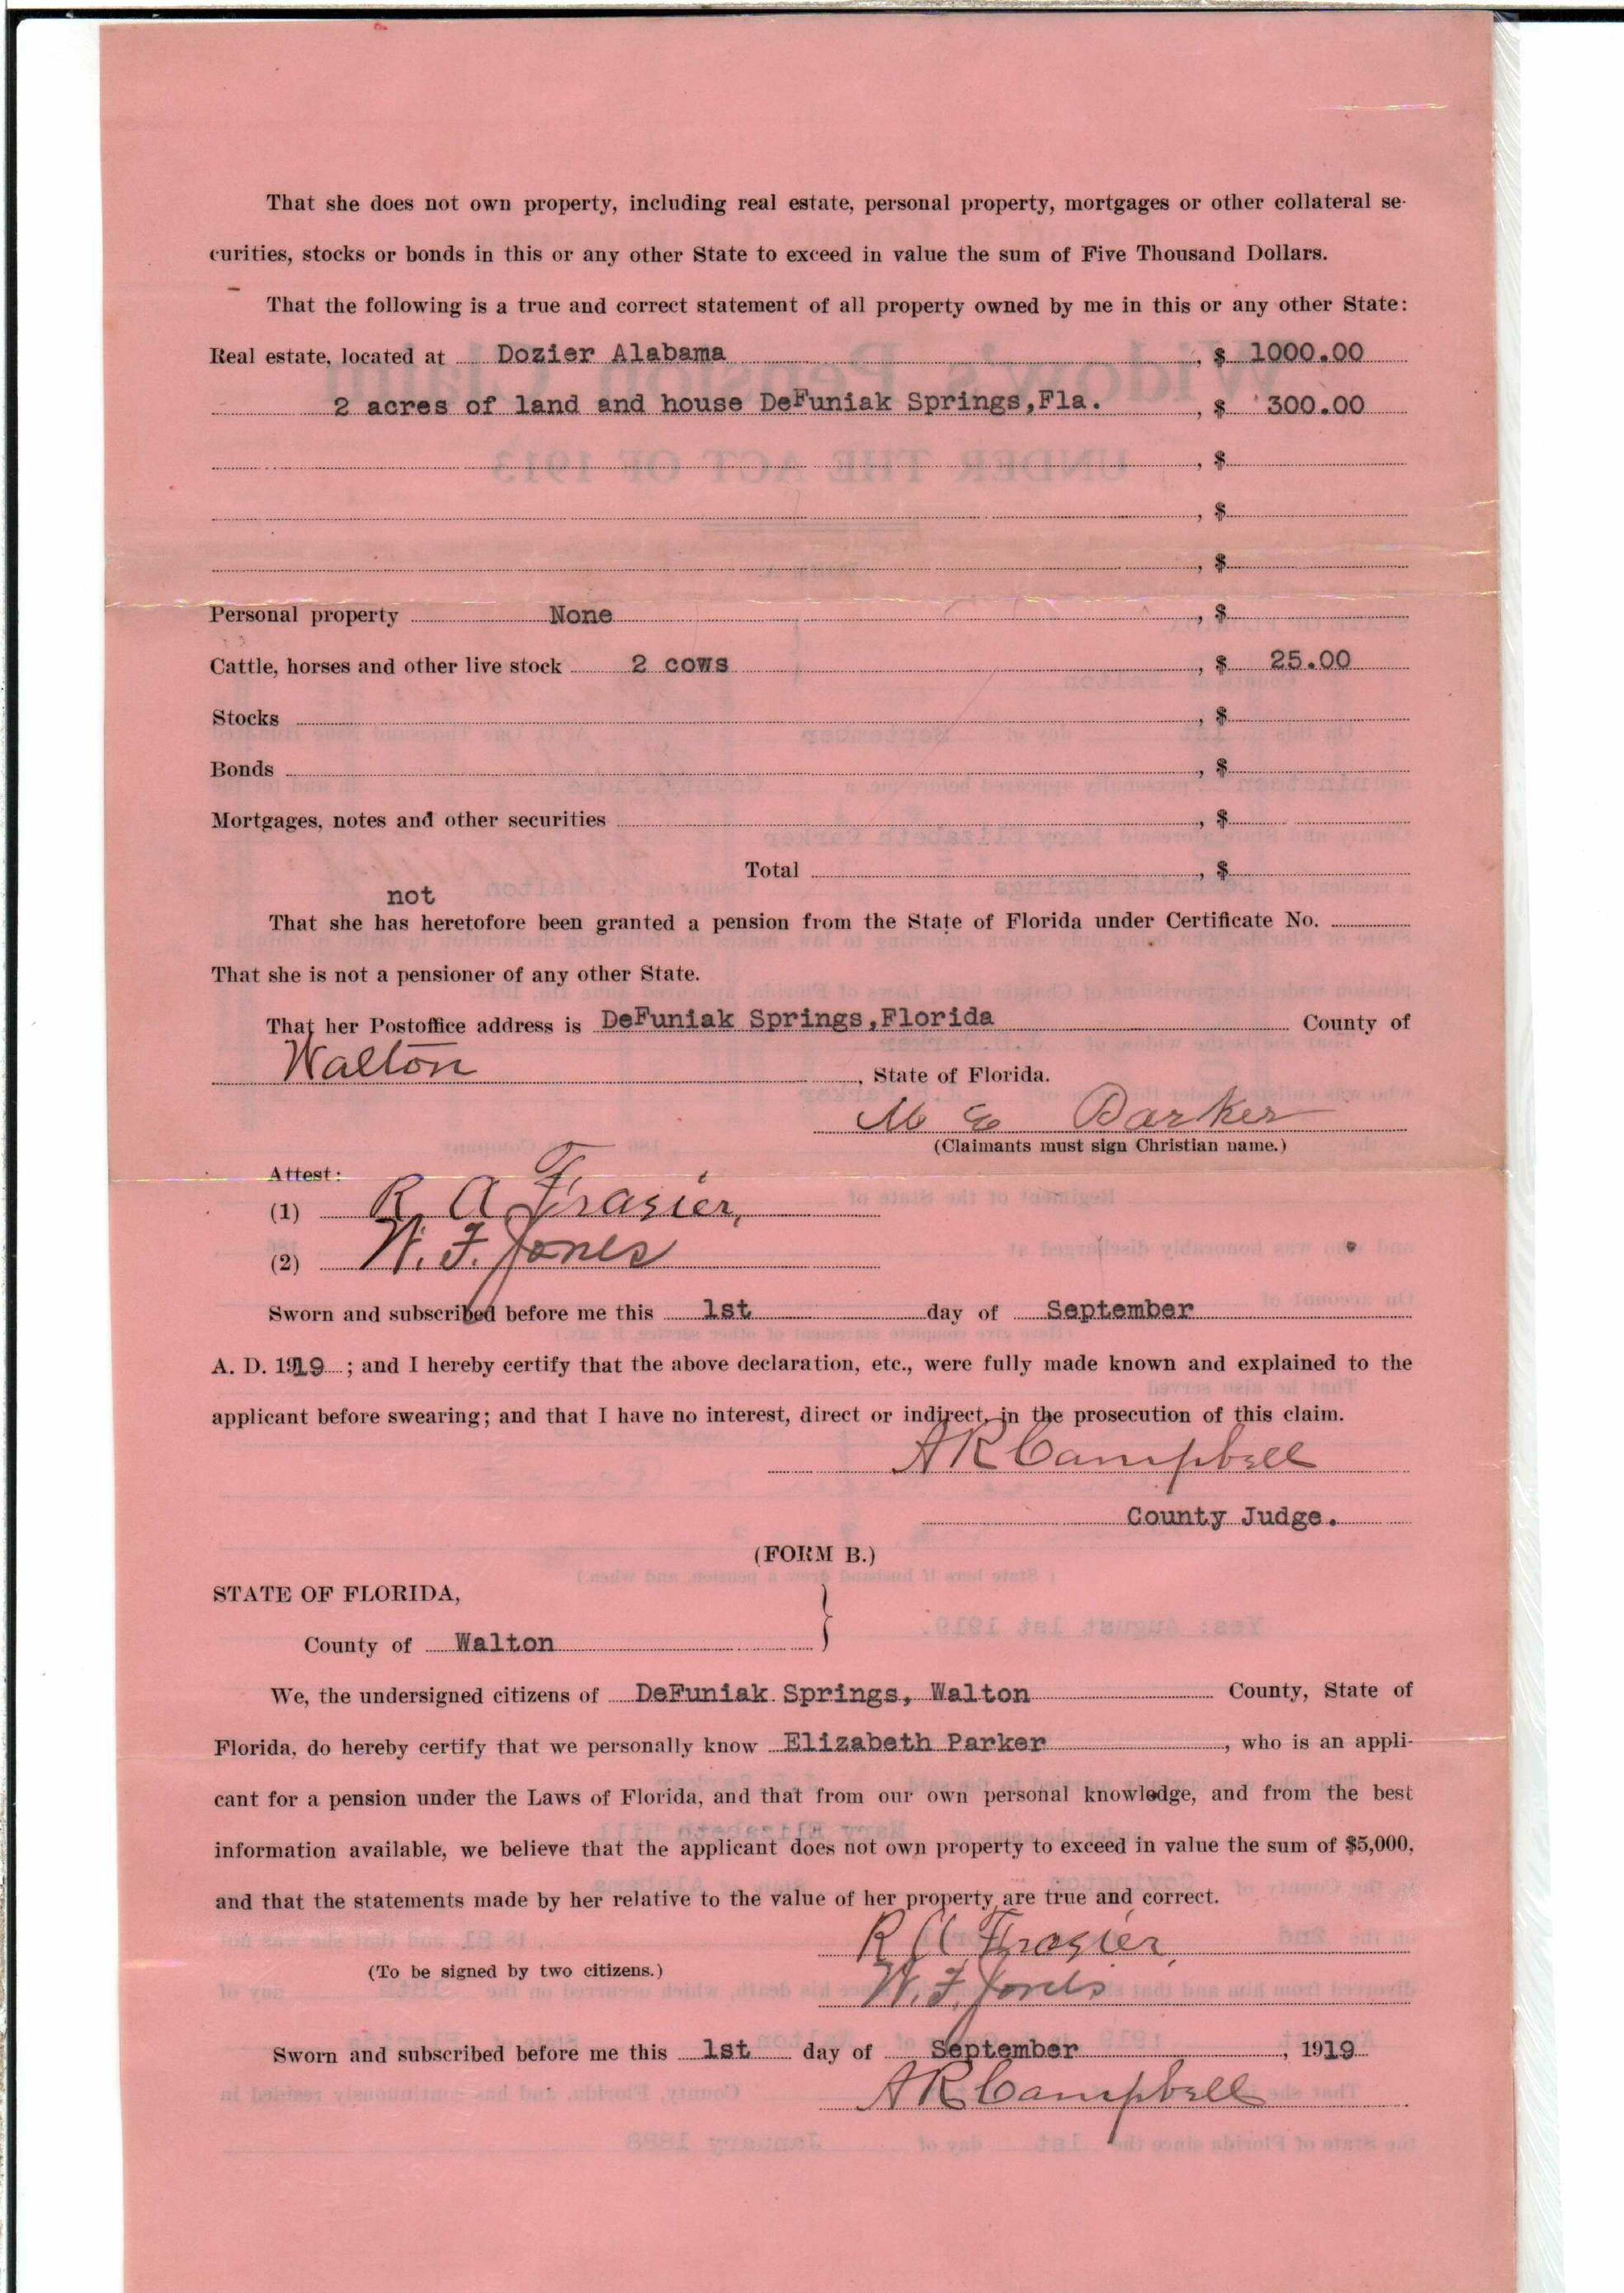 That she does not own property, including real estate, personal property, mortgages or other collateral se-
curities, stocks or bonds in this or any other State to exceed in value the sum of Five Thousand Dollars.
That the following is a true and correct statement of all property owned by me in this or any other State:
Real estate, located at Dozier Alabama, $ 1000.00
2 acres of land and house DeFuniak Springs,Fla. , $ 300.00
, $
, $
, $
Personal property None , $
Cattle, horses and other live stock 2 cows , $ 25.00
Stocks , $
Bonds , $
Mortgages, notes and other securities , $
Total , $
not
That she has heretofore been granted a pension from the State of Florida under Certificate No.
That she is not a pensioner of any other State.
That her Postoffice address is DeFuniak Springs,Florida County of
Walton , State of Florida.
M E Parker
(Claimants must sign Christian name.)
Attest:
(1) R A Frasier,
(2) W. F. Jones
Sworn and subscribed before me this 1st day of September
A. D. 1919 ; and I hereby certify that the above declaration, etc., were fully made known and explained to the
applicant before swearing; and that I have no interest, direct or indirect, in the prosecution of this claim.
A R Campbell
County Judge.
(FORM B.)
STATE OF FLORIDA,
County of Walton }
We, the undersigned citizens of DeFuniak Springs, Walton County, State of
Florida, do hereby certify that we personally know Elizabeth Parker , who is an appli-
cant for a pension under the Laws of Florida, and that from our own personal knowledge, and from the best
information available, we believe that the applicant does not own property to exceed in value the sum of $5,000,
and that the statements made by her relative to the value of her property are true and correct.
R A Frasier,
(To be signed by two citizens.)
W. F. Jones
Sworn and subscribed before me this 1st day of September , 1919
A R Campbell